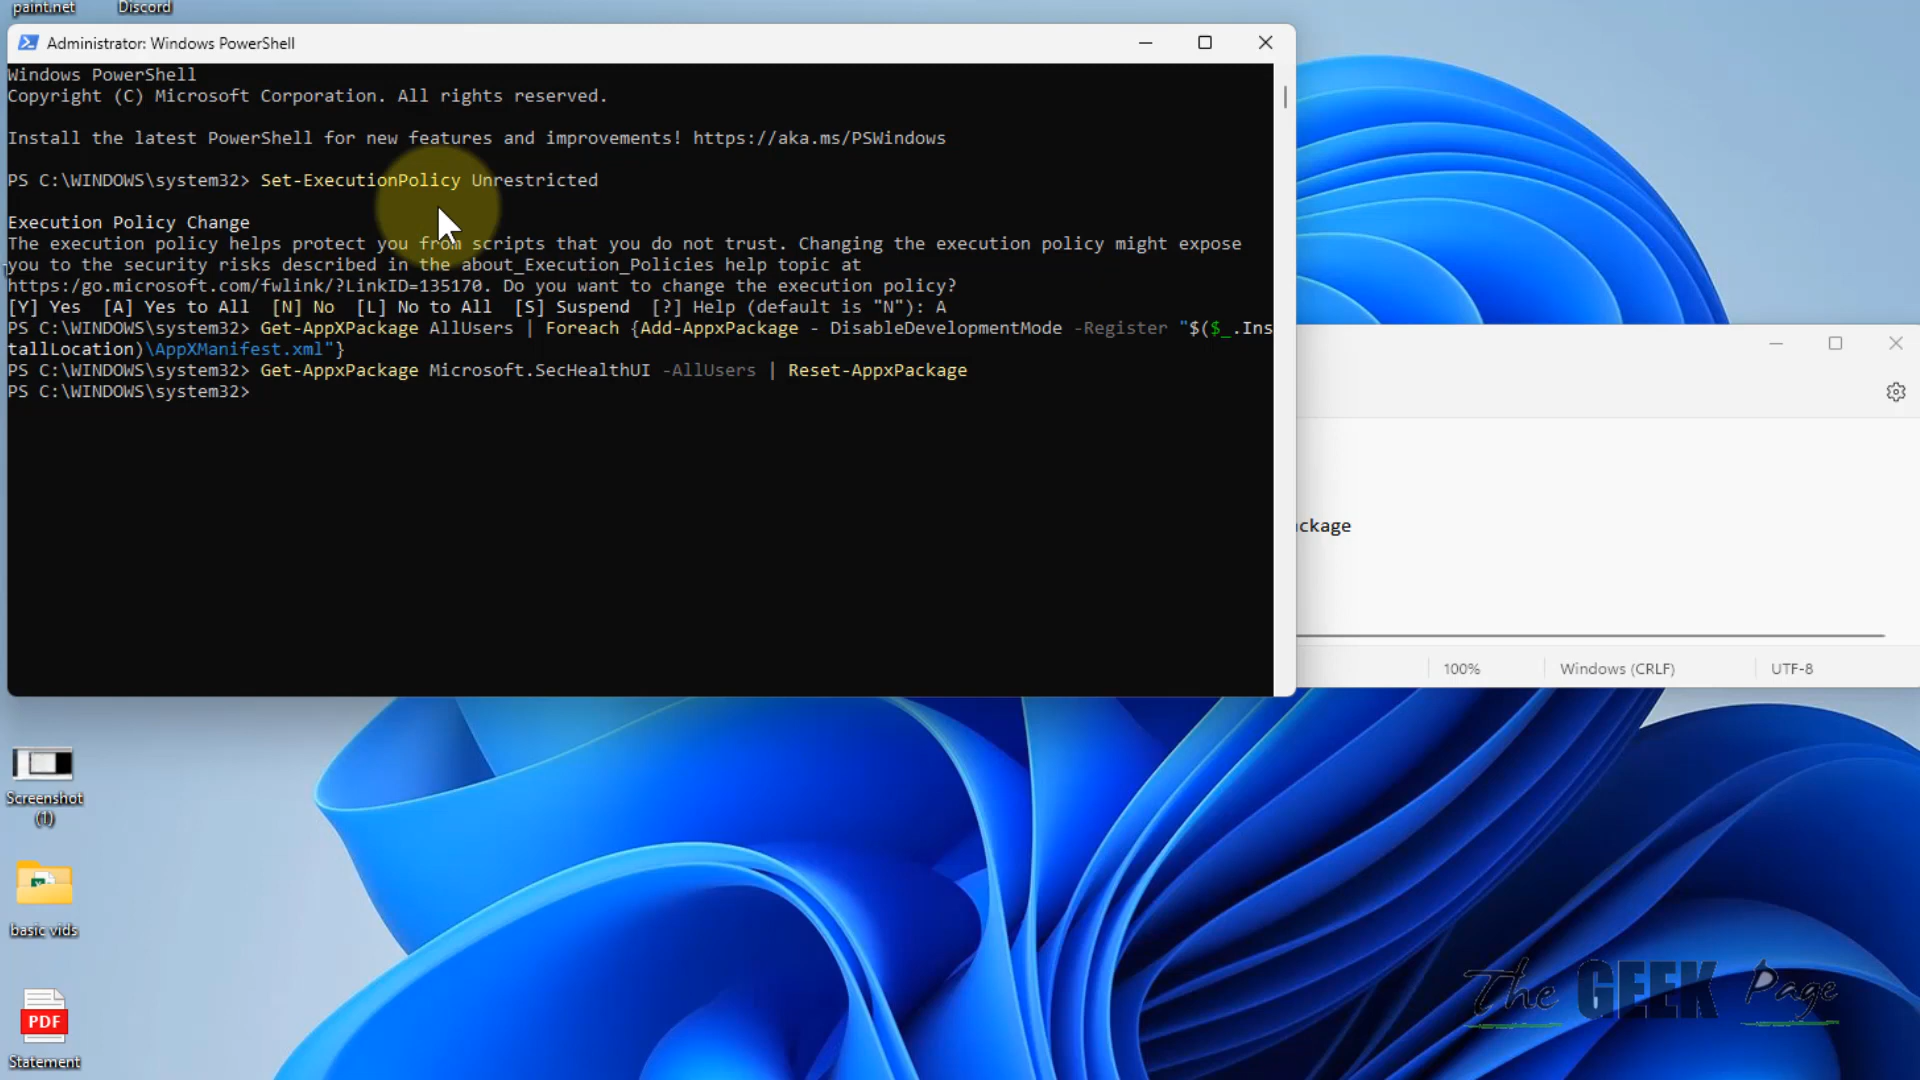 paint.net
Discord
Administrator: Windows PowerShell
Windows PowerShell
Copyright (C) Microsoft Corporation. All rights reserved.
Install the latest PowerShell for new features and improvements! https://aka.ms/PSWindows
PS C:\WINDOWS\system32> Set-ExecutionPolicy Unrestricted
Execution Policy Change
The execution policy helps protect you from scripts that you do not trust. Changing the execution policy might expose
you to the security risks described in the about_Execution_Policies help topic at
https:/go.microsoft.com/fwlink/?LinkID=135170. Do you want to change the execution policy?
[Y] Yes  [A] Yes to All  [N] No  [L] No to All  [S] Suspend  [?] Help (default is "N"): A
PS C:\WINDOWS\system32> Get-AppXPackage AllUsers | Foreach {Add-AppxPackage - DisableDevelopmentMode -Register "$($_.Ins
tallLocation)\AppXManifest.xml"}
PS C:\WINDOWS\system32> Get-AppxPackage Microsoft.SecHealthUI -AllUsers | Reset-AppxPackage
PS C:\WINDOWS\system32>
ckage
100%
Windows (CRLF)
UTF-8
Screenshot
(1)
basic vids
PDF
Statement
The GEEK Page